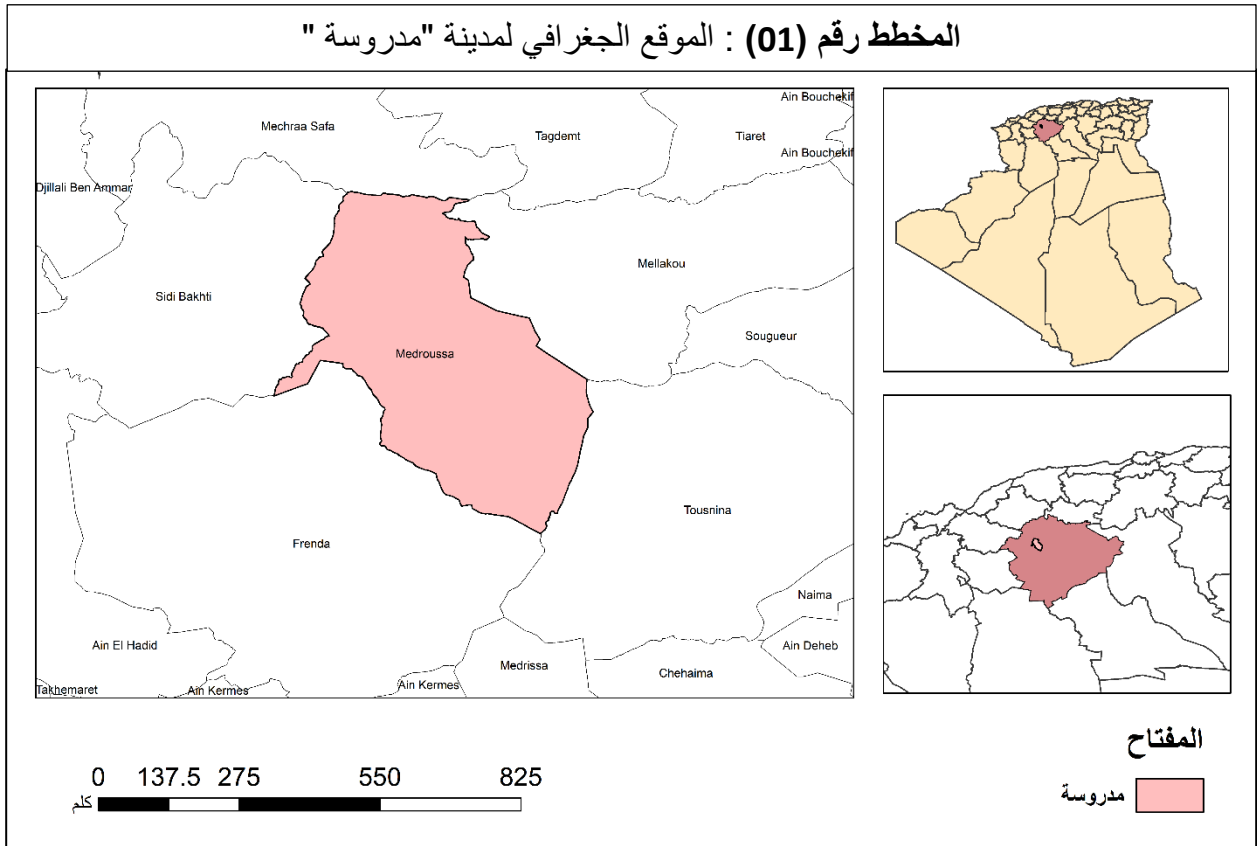 المخطط رقم (01) : الموقع الجغرافي لمدينة "مدروسة "
Ain Bouchekif
Mechraa Safa
Tagdemt
Tiaret
Ain Bouchekif
Djillali Ben Ammar
Mellakou
Sidi Bakhti
Sougueur
Medroussa
Tousnina
Frenda
Naima
Ain El Hadid
Ain Deheb
Medrissa
Chehaima
Takhemaret
Ain Kermes
Ain Kermes
المفتاح
مدروسة
0 137.5 275 550 825
كلم